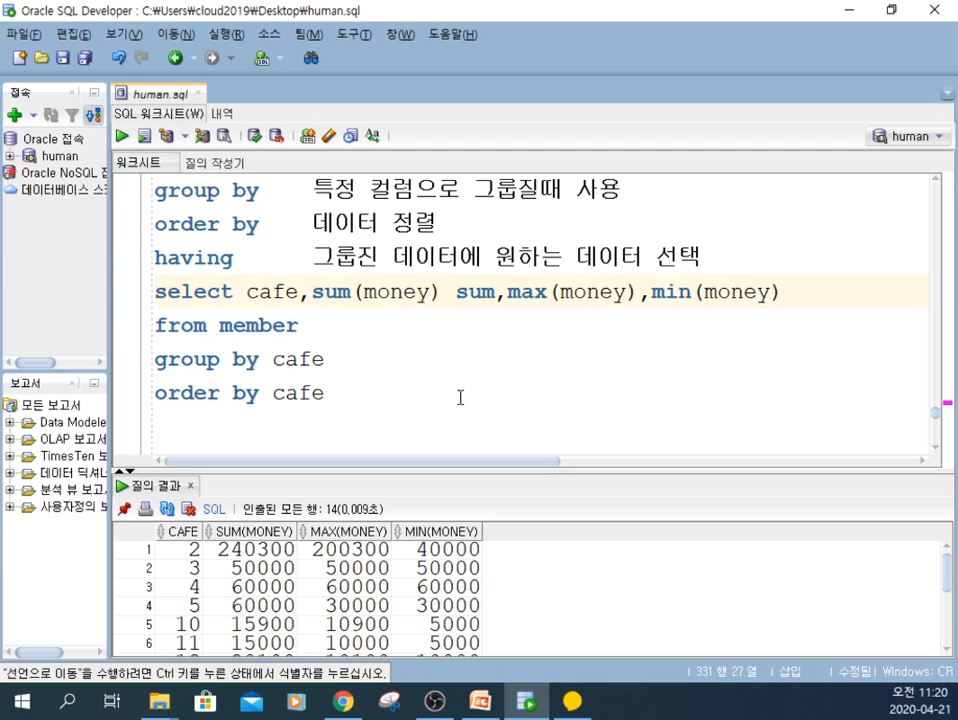 Oracle SQL Developer : C:₩Users₩cloud2019₩Desktop₩human.sql
파일(F) 편집(E) 보기(V) 이동(N) 실행(R) 소스 팀(M) 도구(T) 창(W) 도움말(H)
접속
human.sql
SQL 워크시트(W) 내역
human
워크시트 질의 작성기
Oracle 접속
human
Oracle NoSQL 접
데이터베이스 스
group by 특정 컬럼으로 그룹질때 사용
order by 데이터 정렬
having 그룹진 데이터에 원하는 데이터 선택
select cafe,sum(money) sum,max(money),min(money)
from member
group by cafe
order by cafe
보고서
모든 보고서
Data Modele
OLAP 보고서
TimesTen 보
데이터 딕셔너
분석 뷰 보고
사용자정의 보
질의 결과
SQL | 인출된 모든 행: 14(0,009초)
CAFE SUM(MONEY) MAX(MONEY) MIN(MONEY)
1 2 240300 200300 40000
2 3 50000 50000 50000
3 4 60000 60000 60000
4 5 60000 30000 30000
5 10 15900 10900 5000
6 11 15000 10000 5000
"선언으로 이동"을 수행하려면 Ctrl 키를 누른 상태에서 식별자를 누르십시오.
331 행 27 열 | 삽입 | 수정됨 | Windows: CR
오전 11:20
2020-04-21